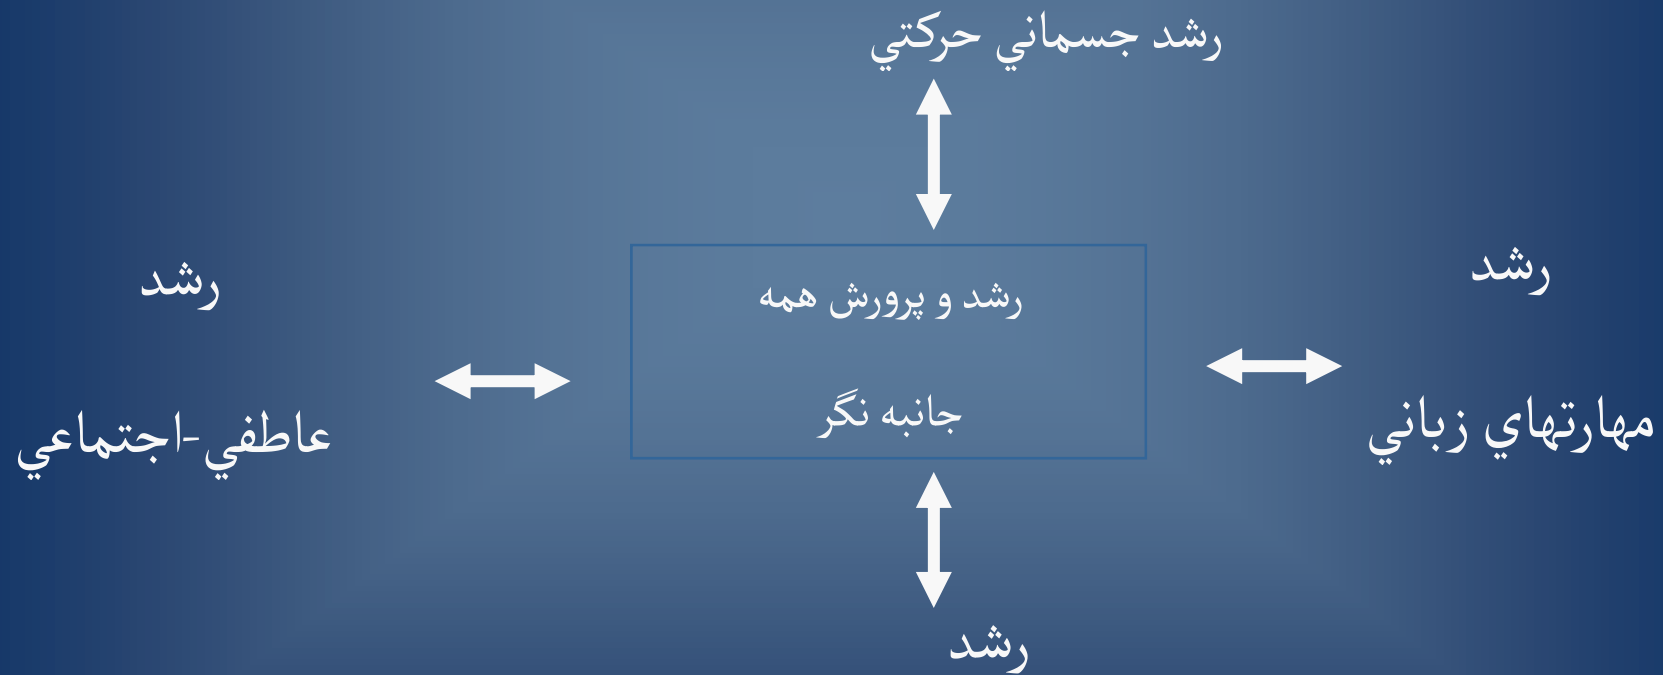 رشد جسماني حركتي
رشد
مهارتهاي زباني
رشد و پرورش همه
جانبه نگر
رشد
عاطفي-اجتماعي
رشد